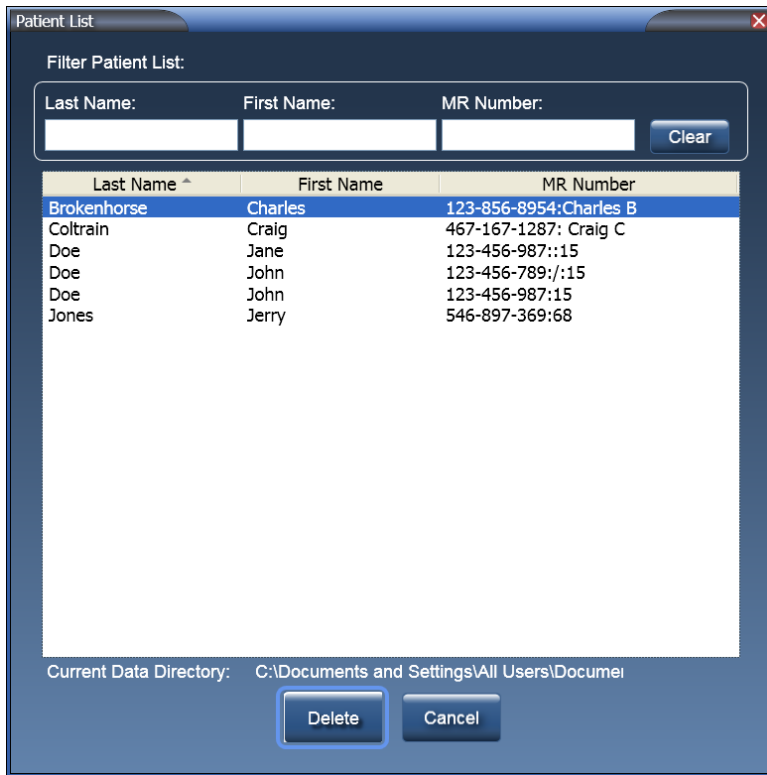 Patient List
Filter Patient List:
Last Name: First Name: MR Number:
Clear
Last Name First Name MR Number
Brokenhorse Charles 123-856-8954:Charles B
Coltrain Craig 467-167-1287: Craig C
Doe Jane 123-456-987::15
Doe John 123-456-789:/:15
Doe John 123-456-987:15
Jones Jerry 546-897-369:68
Current Data Directory: C:\Documents and Settings\All Users\Documei
Delete Cancel